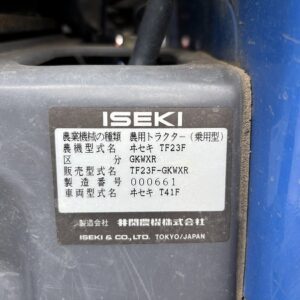 ISEKI
農業機械の種類 農用トラクター(乗用型)
農機型式名 ヰセキ TF23F
区分 GKWXR
販売型式名 TF23F-GKWXR
製造番号 000661
車両型式名 ヰセキ T41F
製造会社 井関農機株式会社
ISEKI & CO., LTD. TOKYO/JAPAN